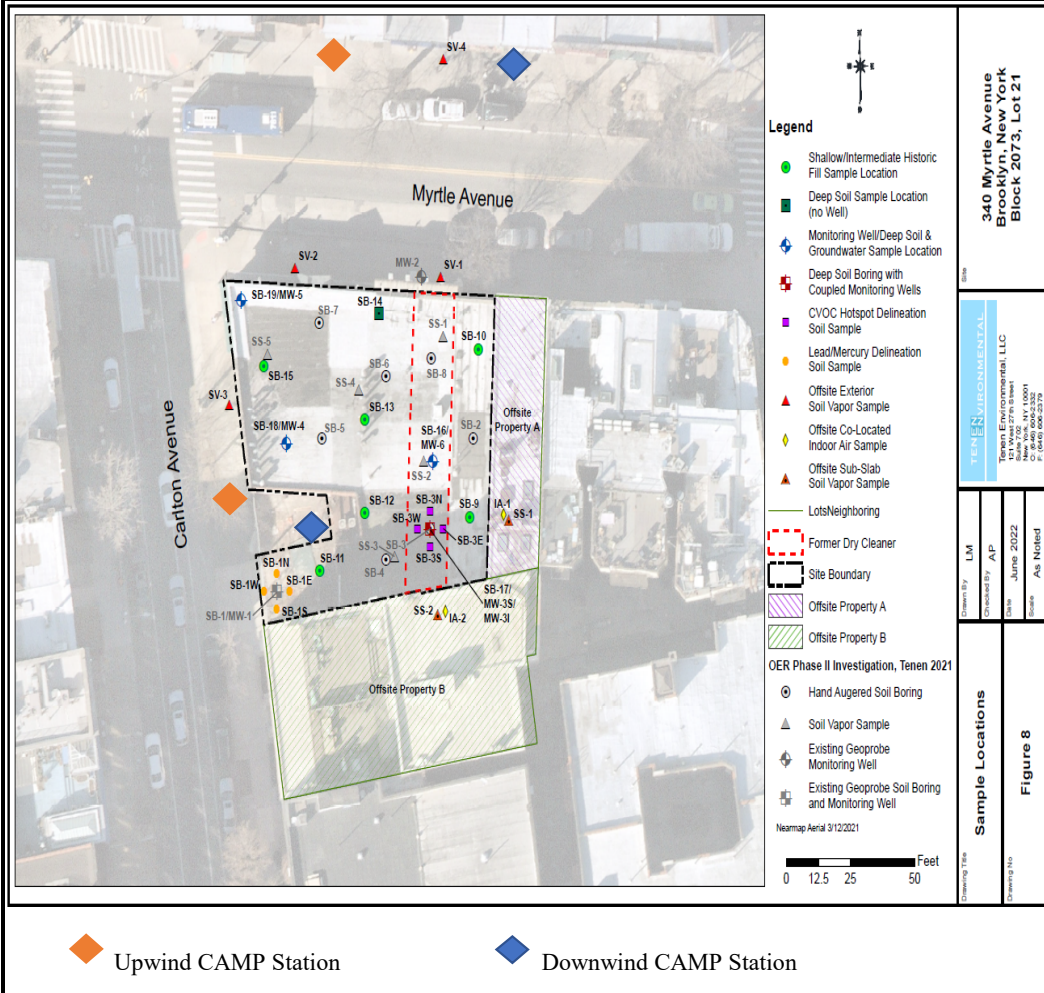 SV-4
Myrtle Avenue
SV-2
MW-2
SV-1
SB-19/MW-5
SB-14
SB-7
SS-1
SB-10
SS-5
SB-15
SB-6
SB-8
SS-4
SV-3
SB-13
Offsite
Property A
SB-18/MW-4
SB-5
SB-16/
MW-6
SB-2
SS-2
Carlton Avenue
SB-12
SB-3N
SB-9
IA-1
SS-1
SB-3W
SB-3E
SS-3
SB-3
SB-3S
SB-4
SB-1N
SB-11
SB-1W
SB-1E
SB-17/
MW-3S/
MW-3I
SB-1/MW-1
SB-1S
SS-2
IA-2
Offsite Property B
Legend
Shallow/Intermediate Historic
Fill Sample Location
Deep Soil Sample Location
(no Well)
Monitoring Well/Deep Soil &
Groundwater Sample Location
Deep Soil Boring with
Coupled Monitoring Wells
CVOC Hotspot Delineation
Soil Sample
Lead/Mercury Delineation
Soil Sample
Offsite Exterior
Soil Vapor Sample
Offsite Co-Located
Indoor Air Sample
Offsite Sub-Slab
Soil Vapor Sample
LotsNeighboring
Former Dry Cleaner
Site Boundary
Offsite Property A
Offsite Property B
OER Phase II Investigation, Tenen 2021
Hand Augered Soil Boring
Soil Vapor Sample
Existing Geoprobe
Monitoring Well
Existing Geoprobe Soil Boring
and Monitoring Well
Nearmap Aerial 3/12/2021
Feet
0 12.5 25 50
Site
340 Myrtle Avenue
Brooklyn, New York
Block 2073, Lot 21
TENEN
ENVIRONMENTAL
Tenen Environmental, LLC
121 West 27th Street
Suite 702
New York, NY 10001
O: (646) 606-2332
F: (646) 606-2379
Drawn By LM
Checked By AP
Date June 2022
Scale As Noted
Drawing Title
Sample Locations
Drawing No
Figure 8
Upwind CAMP Station
Downwind CAMP Station